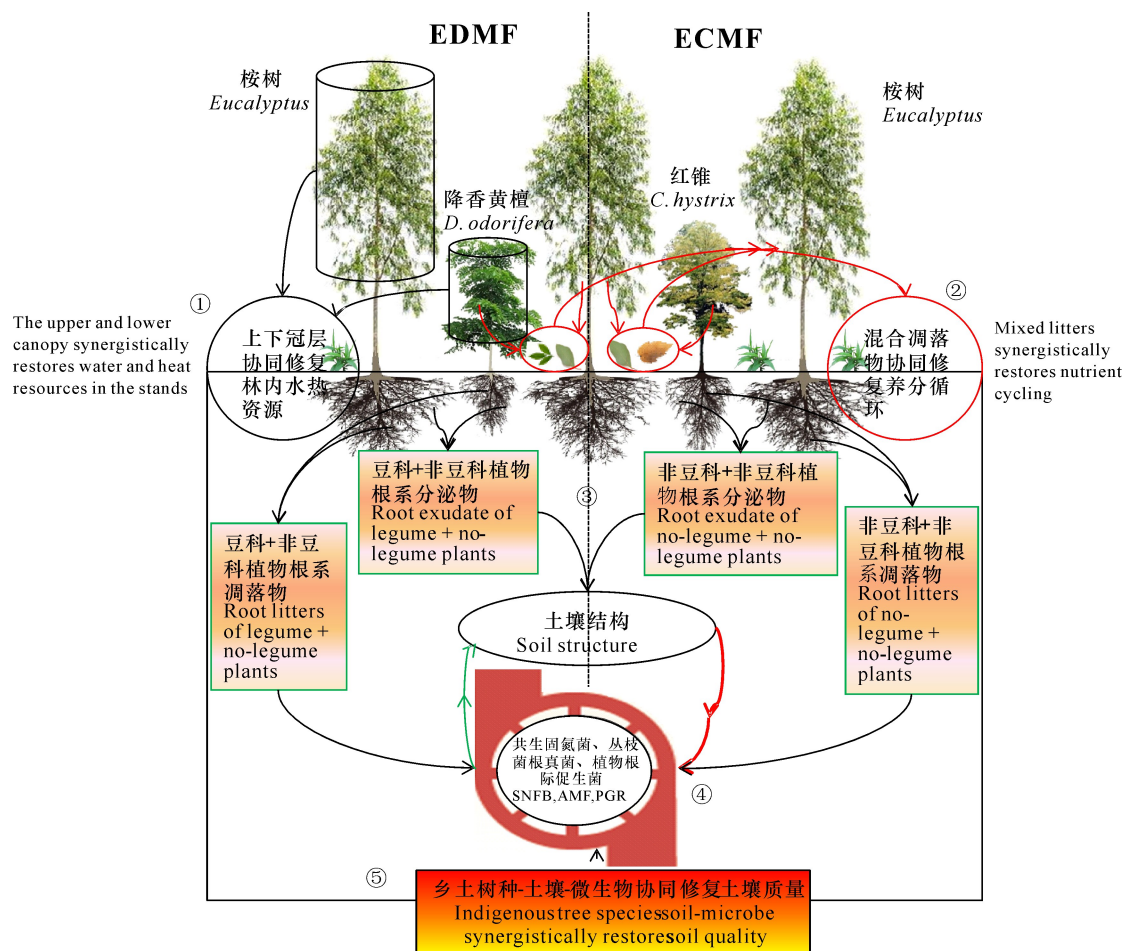 EDMF
ECMF
桉树
Eucalyptus
桉树
Eucalyptus
降香黄檀
D. odorifera
红锥
C. hystrix
①
The upper and lower
canopy synergistically
restores water and heat
resources in the stands
上下冠层
协同修复
林内水热
资源
②
混合凋落
物协同修
复养分循
环
Mixed litters
synergistically
restores nutrient
cycling
豆科+非豆科植物
根系分泌物
Root exudate of
legume + no-
legume plants
③
非豆科+非豆科植
物根系分泌物
Root exudate of
no-legume + no-
legume plants
豆科+非豆
科植物根系
凋落物
Root litters
of legume +
no-legume
plants
非豆科+非
豆科植物根
系凋落物
Root litters
of no-
legume +
no-legume
plants
土壤结构
Soil structure
共生固氮菌、丛枝
菌根真菌、植物根
际促生菌
SNFB,AMF,PGR
④
⑤
乡土树种-土壤-微生物协同修复土壤质量
Indigenoustree speciessoil-microbe
synergistically restoresoil quality